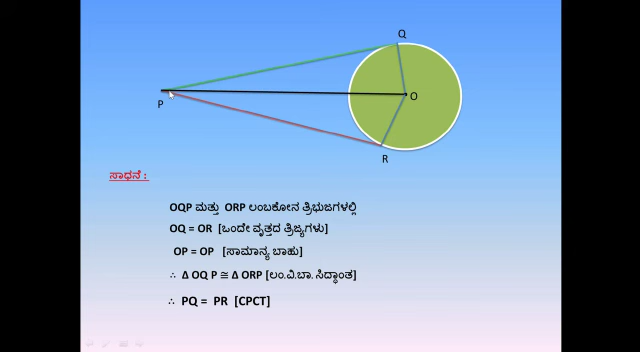 Q
P
O
R
ಸಾಧನೆ :
OQP ಮತ್ತು ORP ಲಂಬಕೋನ ತ್ರಿಭುಜಗಳಲ್ಲಿ
OQ = OR [ಒಂದೇ ವೃತ್ತದ ತ್ರಿಜ್ಯಗಳು]
OP = OP [ಸಾಮಾನ್ಯ ಬಾಹು]
∴ Δ OQ P ≅ Δ ORP [ಲಂ.ವಿ.ಬಾ. ಸಿದ್ಧಾಂತ]
∴ PQ = PR [CPCT]